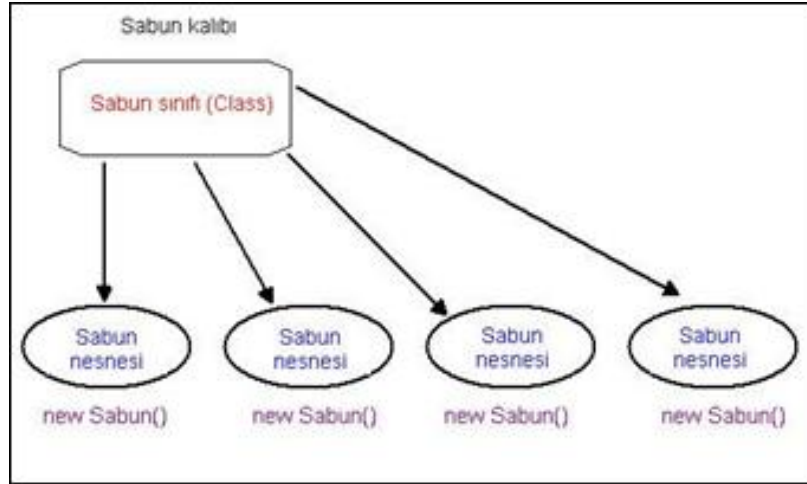 Sabun kalıbı
Sabun sınıfı (Class)
Sabun
nesnesi
Sabun
nesnesi
Sabun
nesnesi
Sabun
nesnesi
new Sabun()
new Sabun()
new Sabun()
new Sabun()